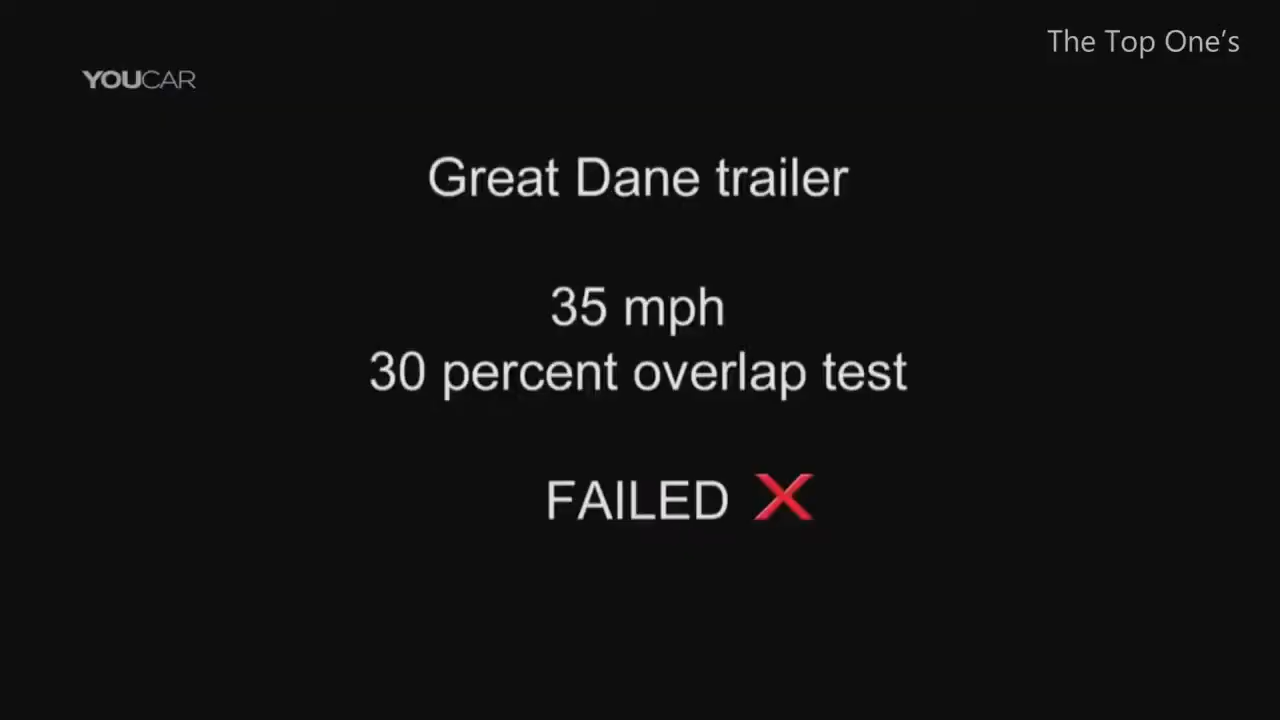 The Top One’s
YOUCAR
Great Dane trailer
35 mph
30 percent overlap test
FAILED